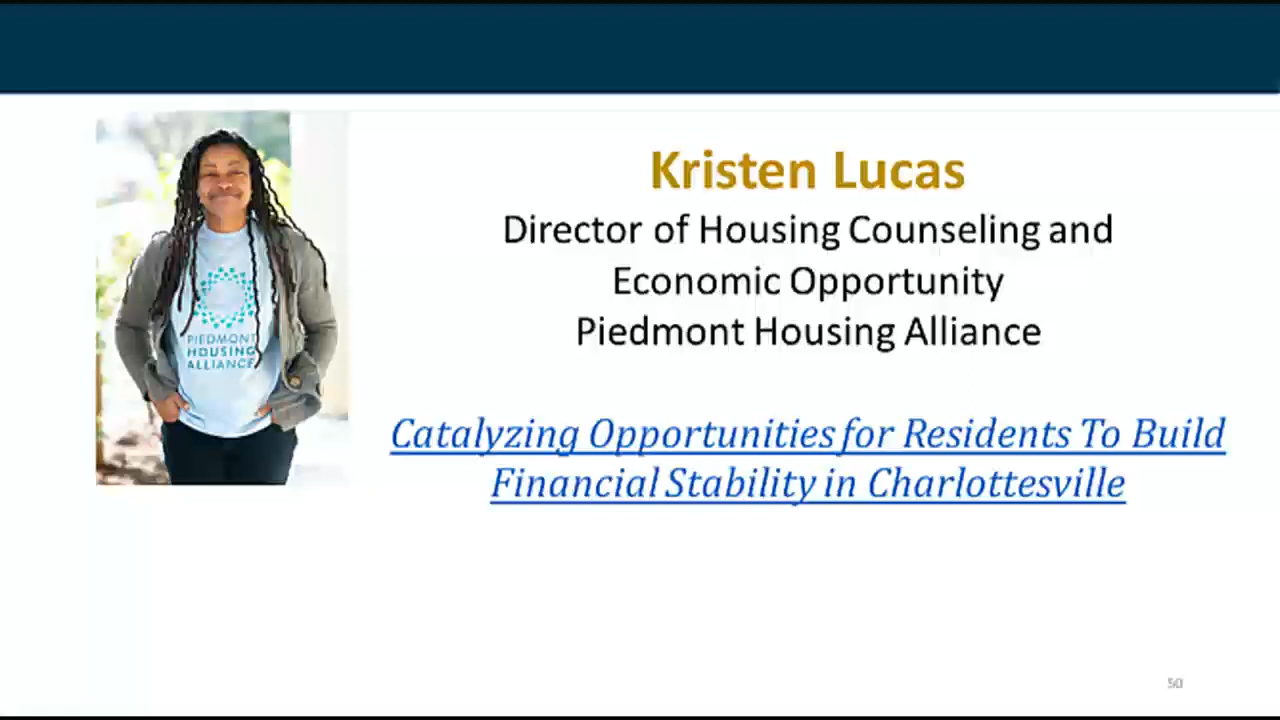 Kristen Lucas
Director of Housing Counseling and
Economic Opportunity
Piedmont Housing Alliance
Catalyzing Opportunities for Residents To Build
Financial Stability in Charlottesville
PIEDMONT
HOUSING
ALLIANCE
50